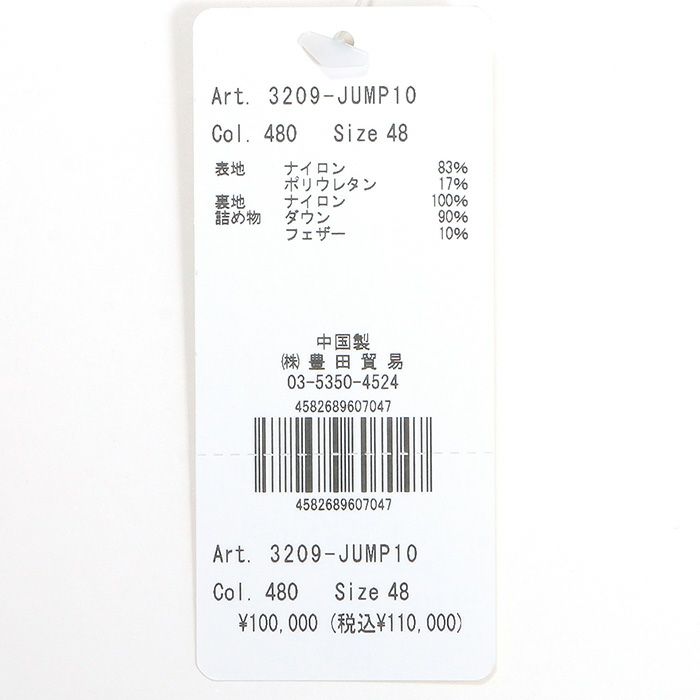 Art. 3209-JUMP10
Col. 480 Size 48
表地 ナイロン 83%
ポリウレタン 17%
裏地 ナイロン 100%
詰め物 ダウン 90%
フェザー 10%
中国製
㈱ 豊田貿易
03-5350-4524
4582689607047
4582689607047
Art. 3209-JUMP10
Col. 480 Size 48
¥100,000 (税込¥110,000)